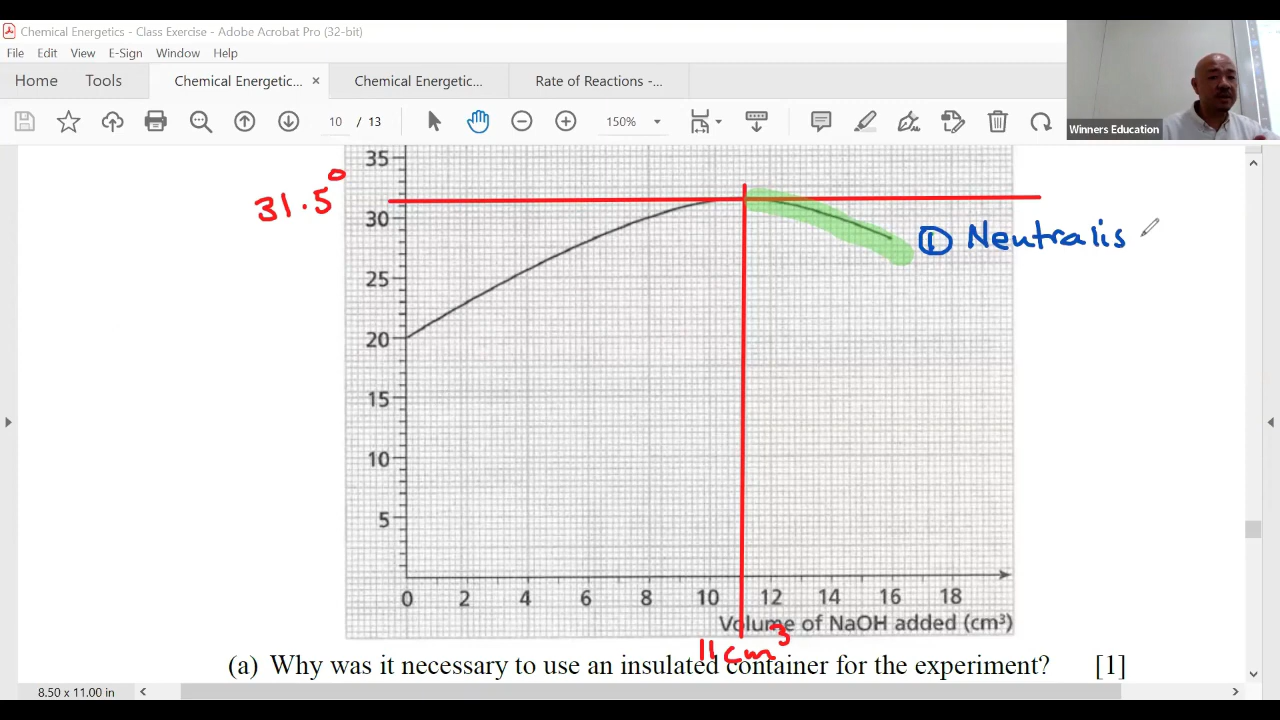 Chemical Energetics - Class Exercise - Adobe Acrobat Pro (32-bit)
File Edit View E-Sign Window Help
Home Tools Chemical Energetic... × Chemical Energetic... Rate of Reactions -...
10 / 13 150%
Winners Education
35
31.5°
30
① Neutralis
25
20
15
10
5
0 2 4 6 8 10 12 14 16 18
Volume of NaOH added (cm³)
11cm³
(a) Why was it necessary to use an insulated container for the experiment? [1]
8.50 x 11.00 in